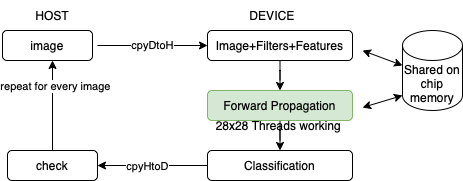 HOST
DEVICE
image
cpyDtoH
Image+Filters+Features
Shared on
chip
memory
repeat for every image
Forward Propagation
28x28 Threads working
check
cpyHtoD
Classification